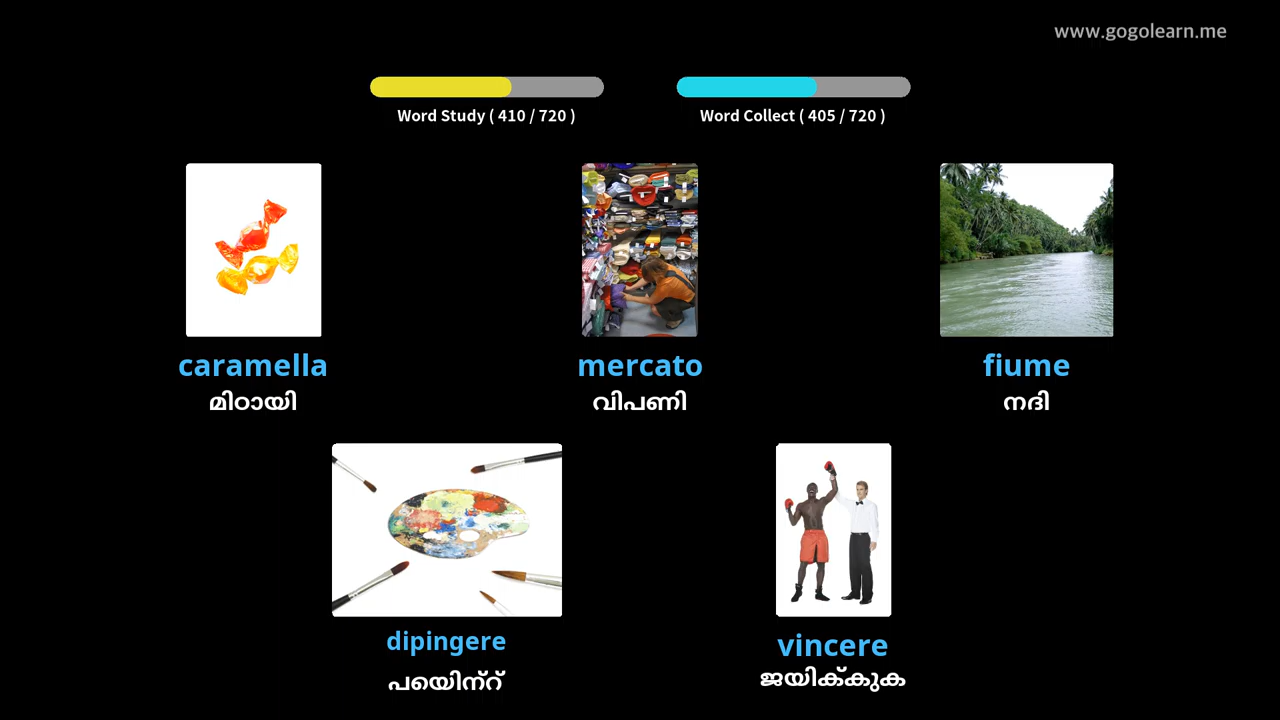 www.gogolearn.me
Word Study ( 410 / 720 )
Word Collect ( 405 / 720 )
caramella
മിഠായി
mercato
വിപണി
fiume
നദി
dipingere
പയെിന്റ്
vincere
ജയിക്കുക